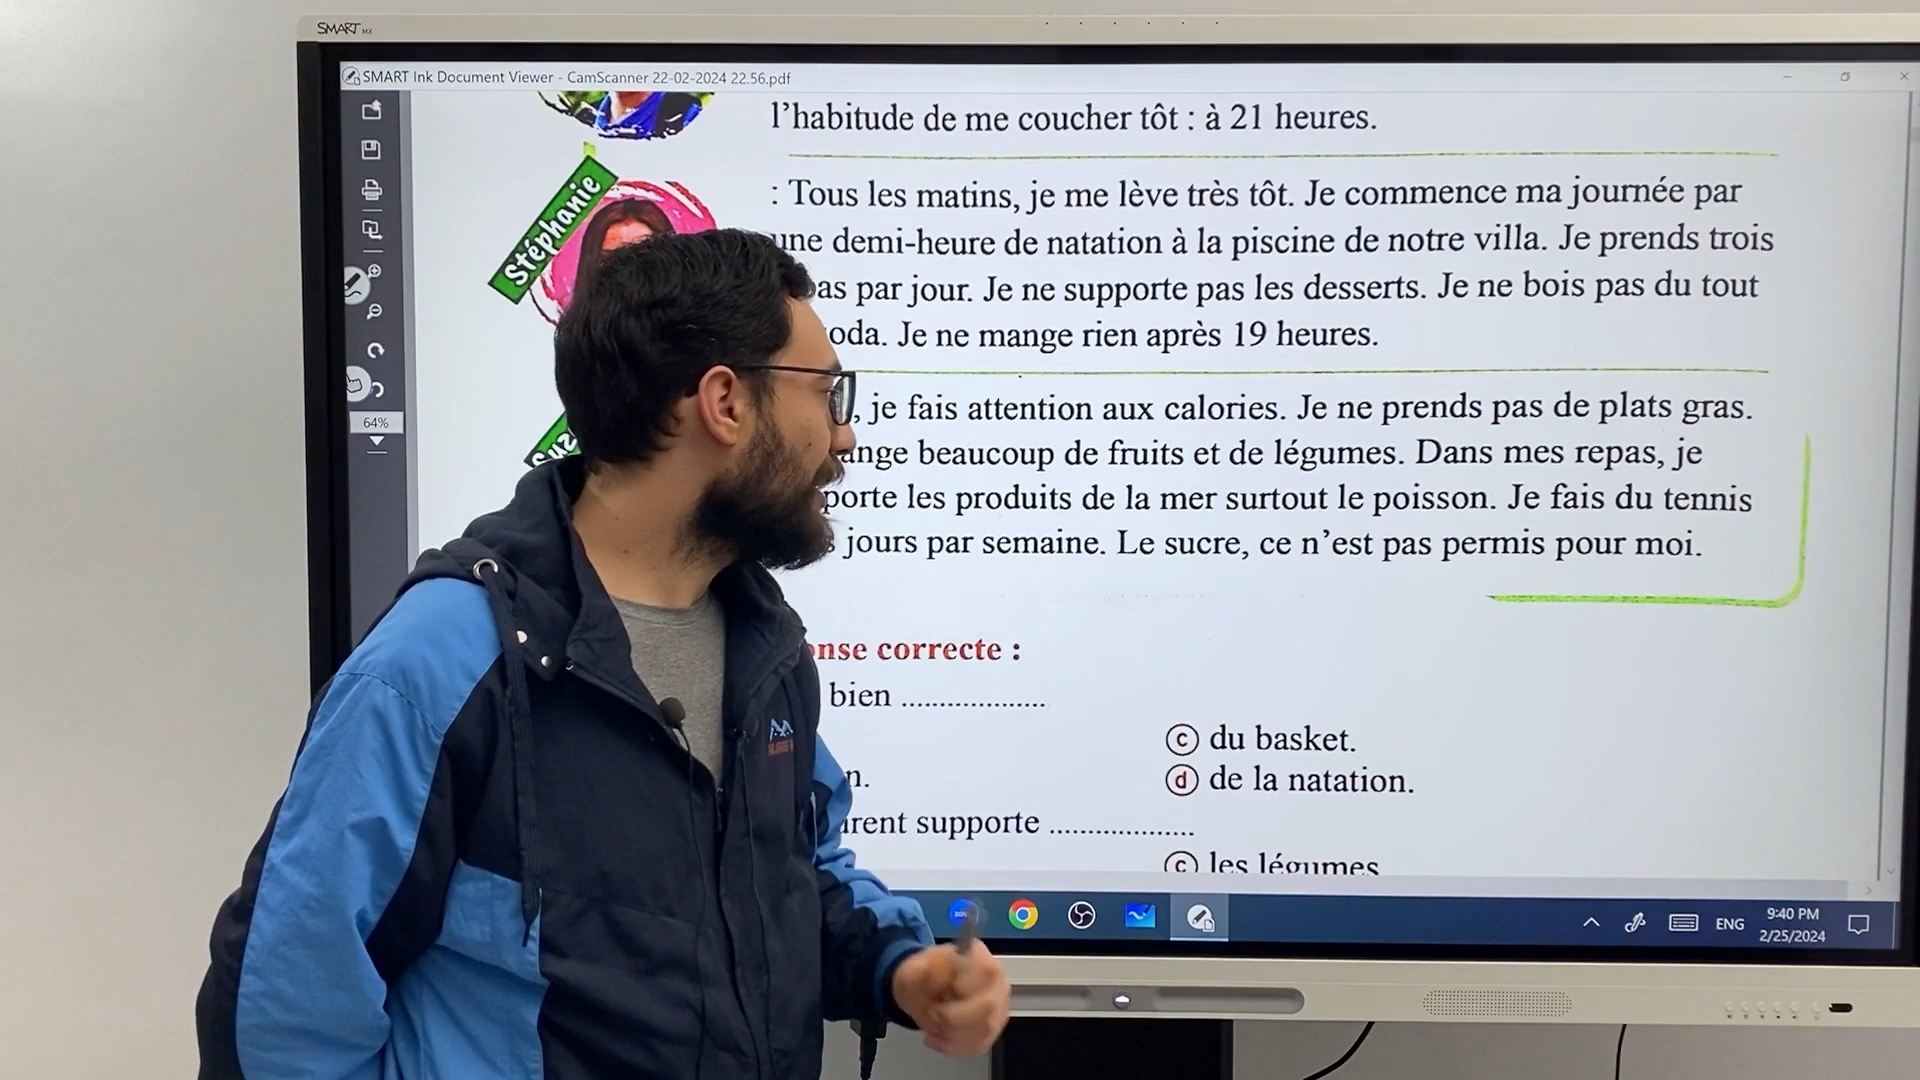 SMART MX
SMART Ink Document Viewer - CamScanner 22-02-2024 22.56.pdf
l'habitude de me coucher tôt : à 21 heures.
Stéphanie
: Tous les matins, je me lève très tôt. Je commence ma journée par
une demi-heure de natation à la piscine de notre villa. Je prends trois
par jour. Je ne supporte pas les desserts. Je ne bois pas du tout
Je ne mange rien après 19 heures.
64%
, je fais attention aux calories. Je ne prends pas de plats gras.
beaucoup de fruits et de légumes. Dans mes repas, je
les produits de la mer surtout le poisson. Je fais du tennis
jours par semaine. Le sucre, ce n'est pas permis pour moi.
correcte :
bien ...................
c du basket.
d de la natation.
supporte ...................
c les légumes
zoom
ENG
9:40 PM
2/25/2024